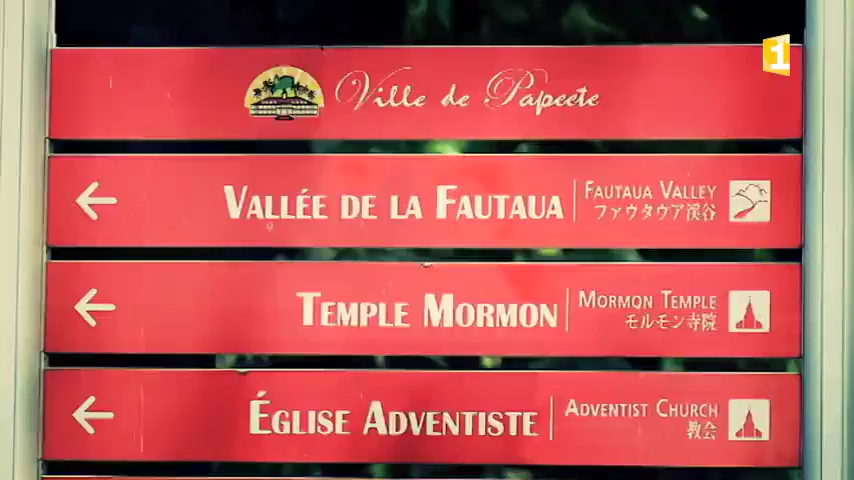 1
Ville de Papeete
VALLÉE DE LA FAUTAUA
FAUTAUA VALLEY
ファウタウア渓谷
TEMPLE MORMON
MORMON TEMPLE
モルモン寺院
ÉGLISE ADVENTISTE
ADVENTIST CHURCH
教会